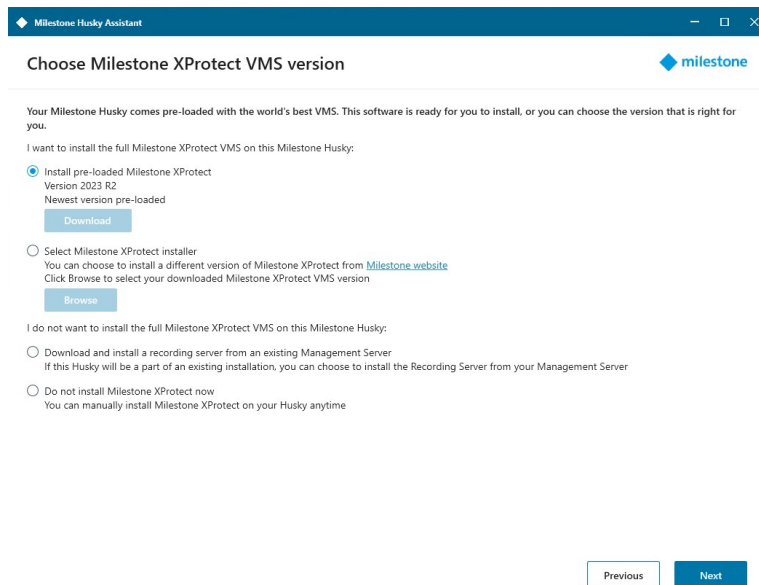 Milestone Husky Assistant
Choose Milestone XProtect VMS version
milestone
Your Milestone Husky comes pre-loaded with the world's best VMS. This software is ready for you to install, or you can choose the version that is right for
you.
I want to install the full Milestone XProtect VMS on this Milestone Husky:
Install pre-loaded Milestone XProtect
Version 2023 R2
Newest version pre-loaded
Download
Select Milestone XProtect installer
You can choose to install a different version of Milestone XProtect from Milestone website
Click Browse to select your downloaded Milestone XProtect VMS version
Browse
I do not want to install the full Milestone XProtect VMS on this Milestone Husky:
Download and install a recording server from an existing Management Server
If this Husky will be a part of an existing installation, you can choose to install the Recording Server from your Management Server
Do not install Milestone XProtect now
You can manually install Milestone XProtect on your Husky anytime
Previous
Next